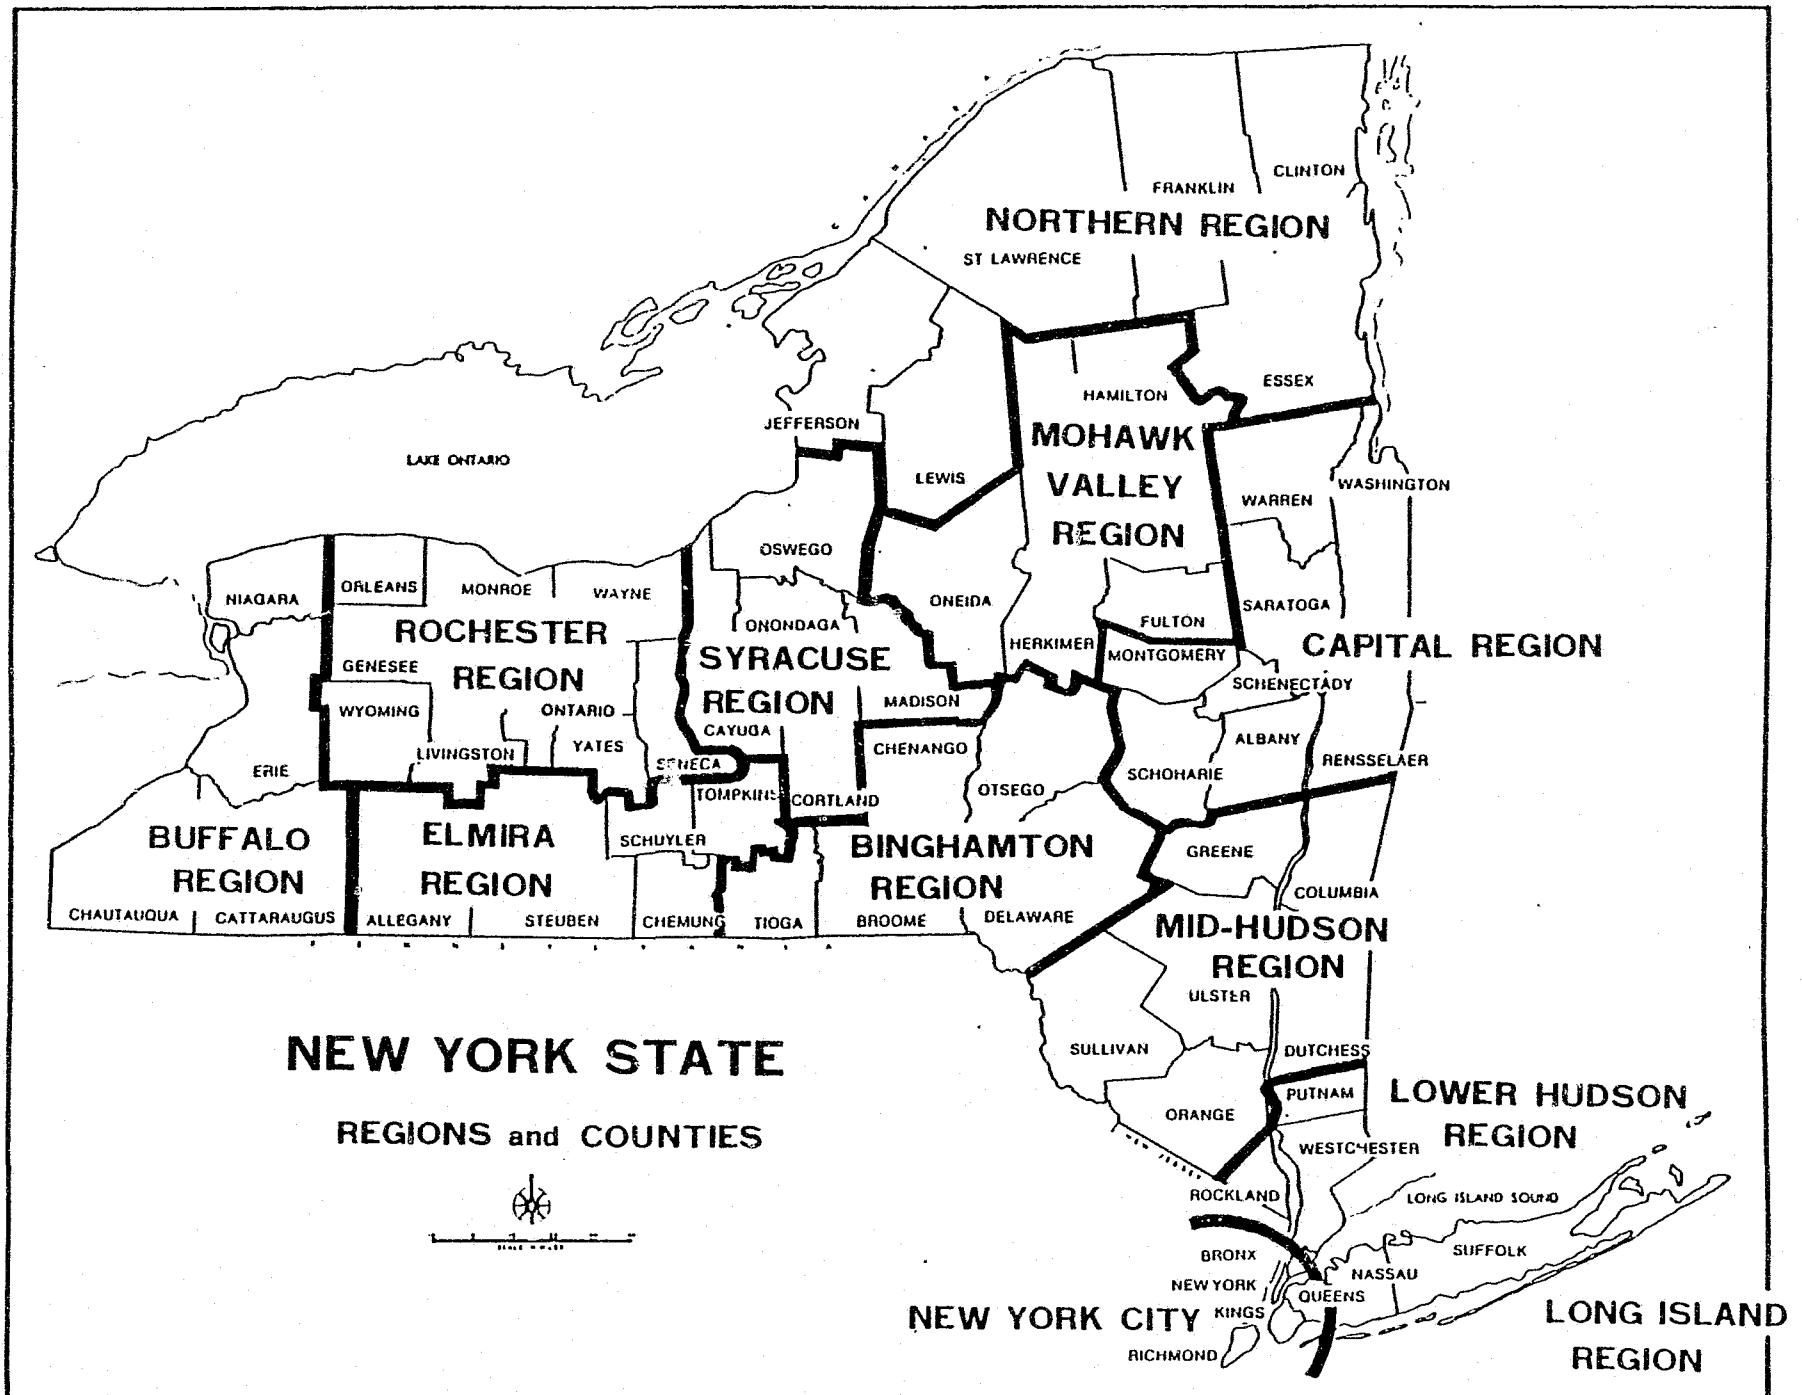 CLINTON
FRANKLIN
NORTHERN REGION
ST LAWRENCE
ESSEX
HAMILTON
JEFFERSON
MOHAWK
VALLEY
REGION
LAKE ONTARIO
LEWIS
WASHINGTON
WARREN
OSWEGO
ORLEANS
MONROE
WAYNE
NIAGARA
ONEIDA
SARATOGA
FULTON
ONONDAGA
ROCHESTER
REGION
HERKIMER
MONTGOMERY
CAPITAL REGION
SYRACUSE
REGION
GENESEE
SCHENECTADY
MADISON
WYOMING
ONTARIO
CAYUGA
ALBANY
CHENANGO
YATES
LIVINGSTON
SENECA
RENSSELAER
ERIE
SCHOHARIE
OTSEGO
TOMPKINS
CORTLAND
BUFFALO
REGION
ELMIRA
REGION
SCHUYLER
BINGHAMTON
REGION
GREENE
COLUMBIA
CHAUTAUQUA
CATTARAUGUS
ALLEGANY
STEUBEN
CHEMUNG
TIOGA
BROOME
DELAWARE
MID-HUDSON
REGION
ULSTER
NEW YORK STATE
SULLIVAN
DUTCHESS
PUTNAM
LOWER HUDSON
REGION
ORANGE
REGIONS and COUNTIES
WESTCHESTER
ROCKLAND
LONG ISLAND SOUND
BRONX
SUFFOLK
NASSAU
NEW YORK
QUEENS
NEW YORK CITY
KINGS
LONG ISLAND
REGION
RICHMOND